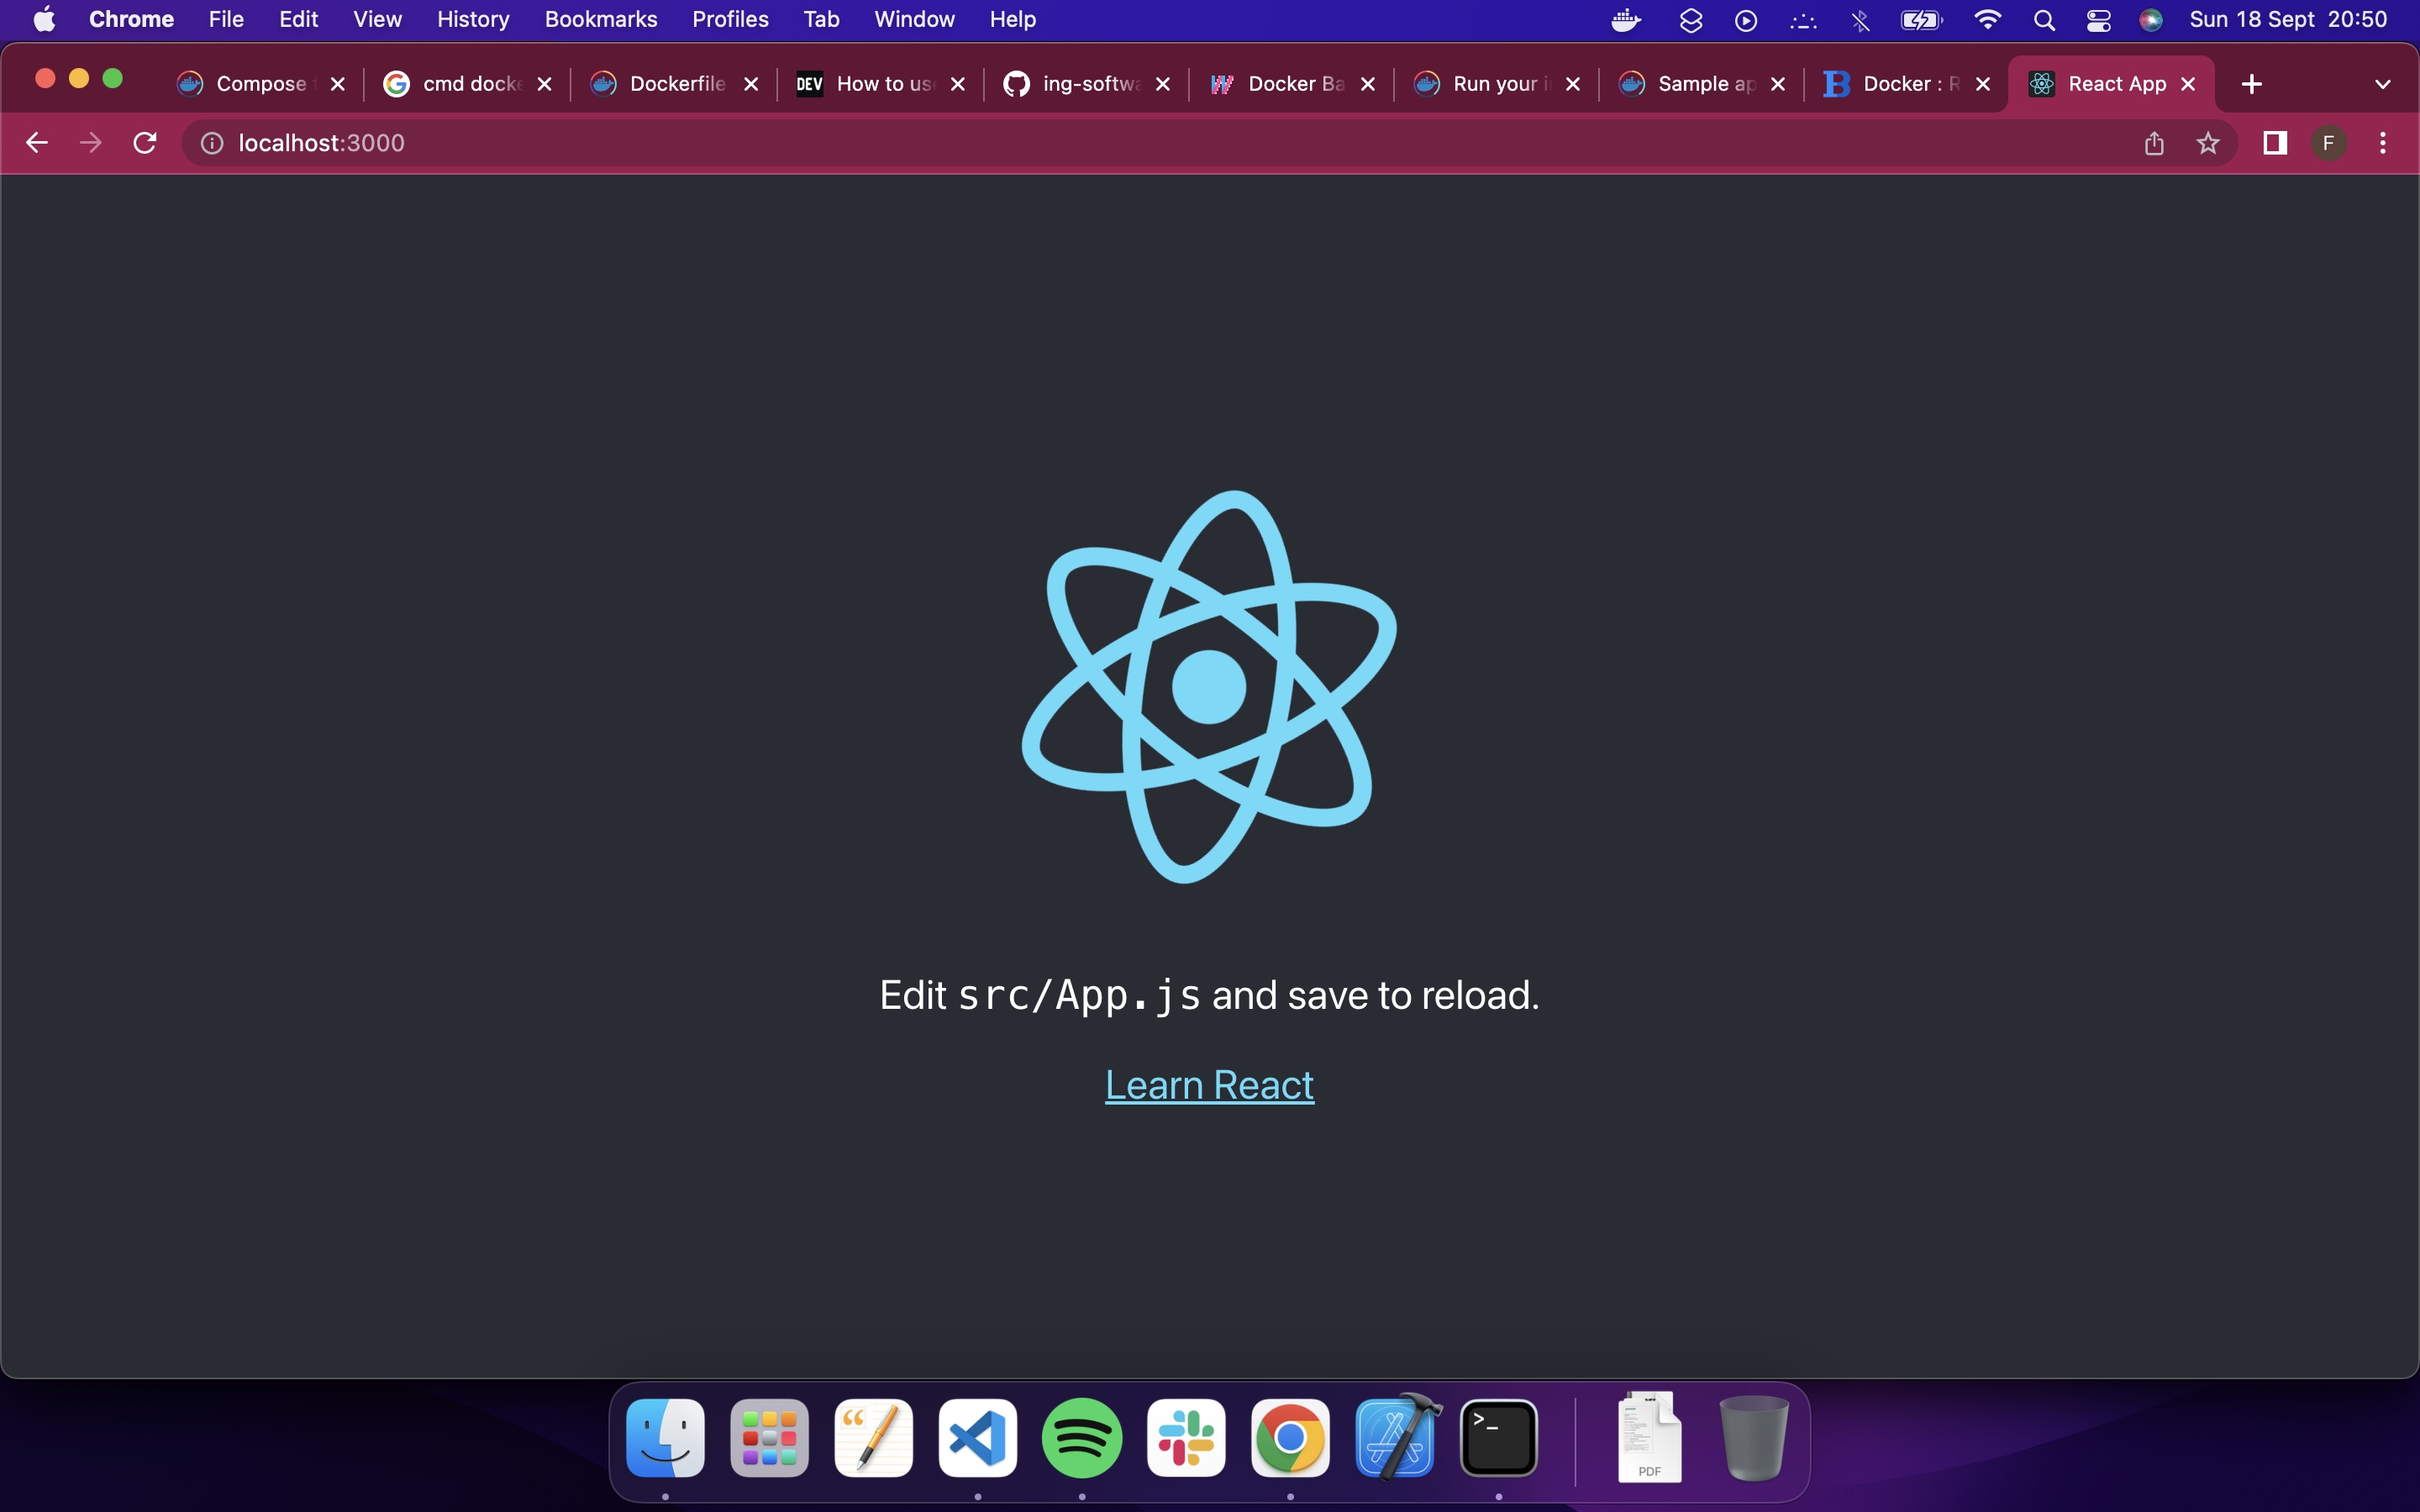 Chrome File Edit View History Bookmarks Profiles Tab Window Help Sun 18 Sept 20:50
Compose cmd docke Dockerfile DEV How to us ing-softwa Docker Ba Run your i Sample ap Docker : R React App
localhost:3000 F
Edit src/App.js and save to reload.
Learn React
PDF